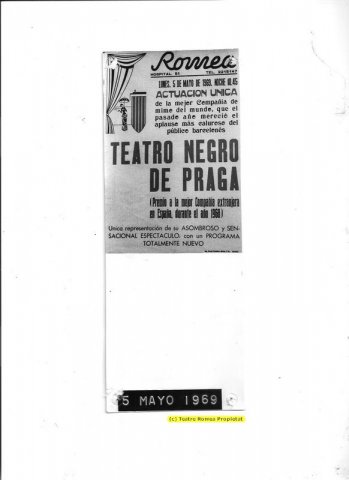 Romea
HOSPITAL 51 TEL. 2215147
LUNES, 5 DE MAYO DE 1969, NOCHE 10.45
ACTUACION UNICA
de la mejor Compañía de
mimo del mundo, que el
pasado año mereció el
aplauso más caluroso del
público barcelonés
TEATRO NEGRO
DE PRAGA
(Premio a la mejor Compañía extranjera
en España, durante el año 1968)
Unica representación de su ASOMBROSO y SEN-
SACIONAL ESPECTACULO, con un PROGRAMA
TOTALMENTE NUEVO
5 MAYO 1969
(c) Teatre Romea Propietat